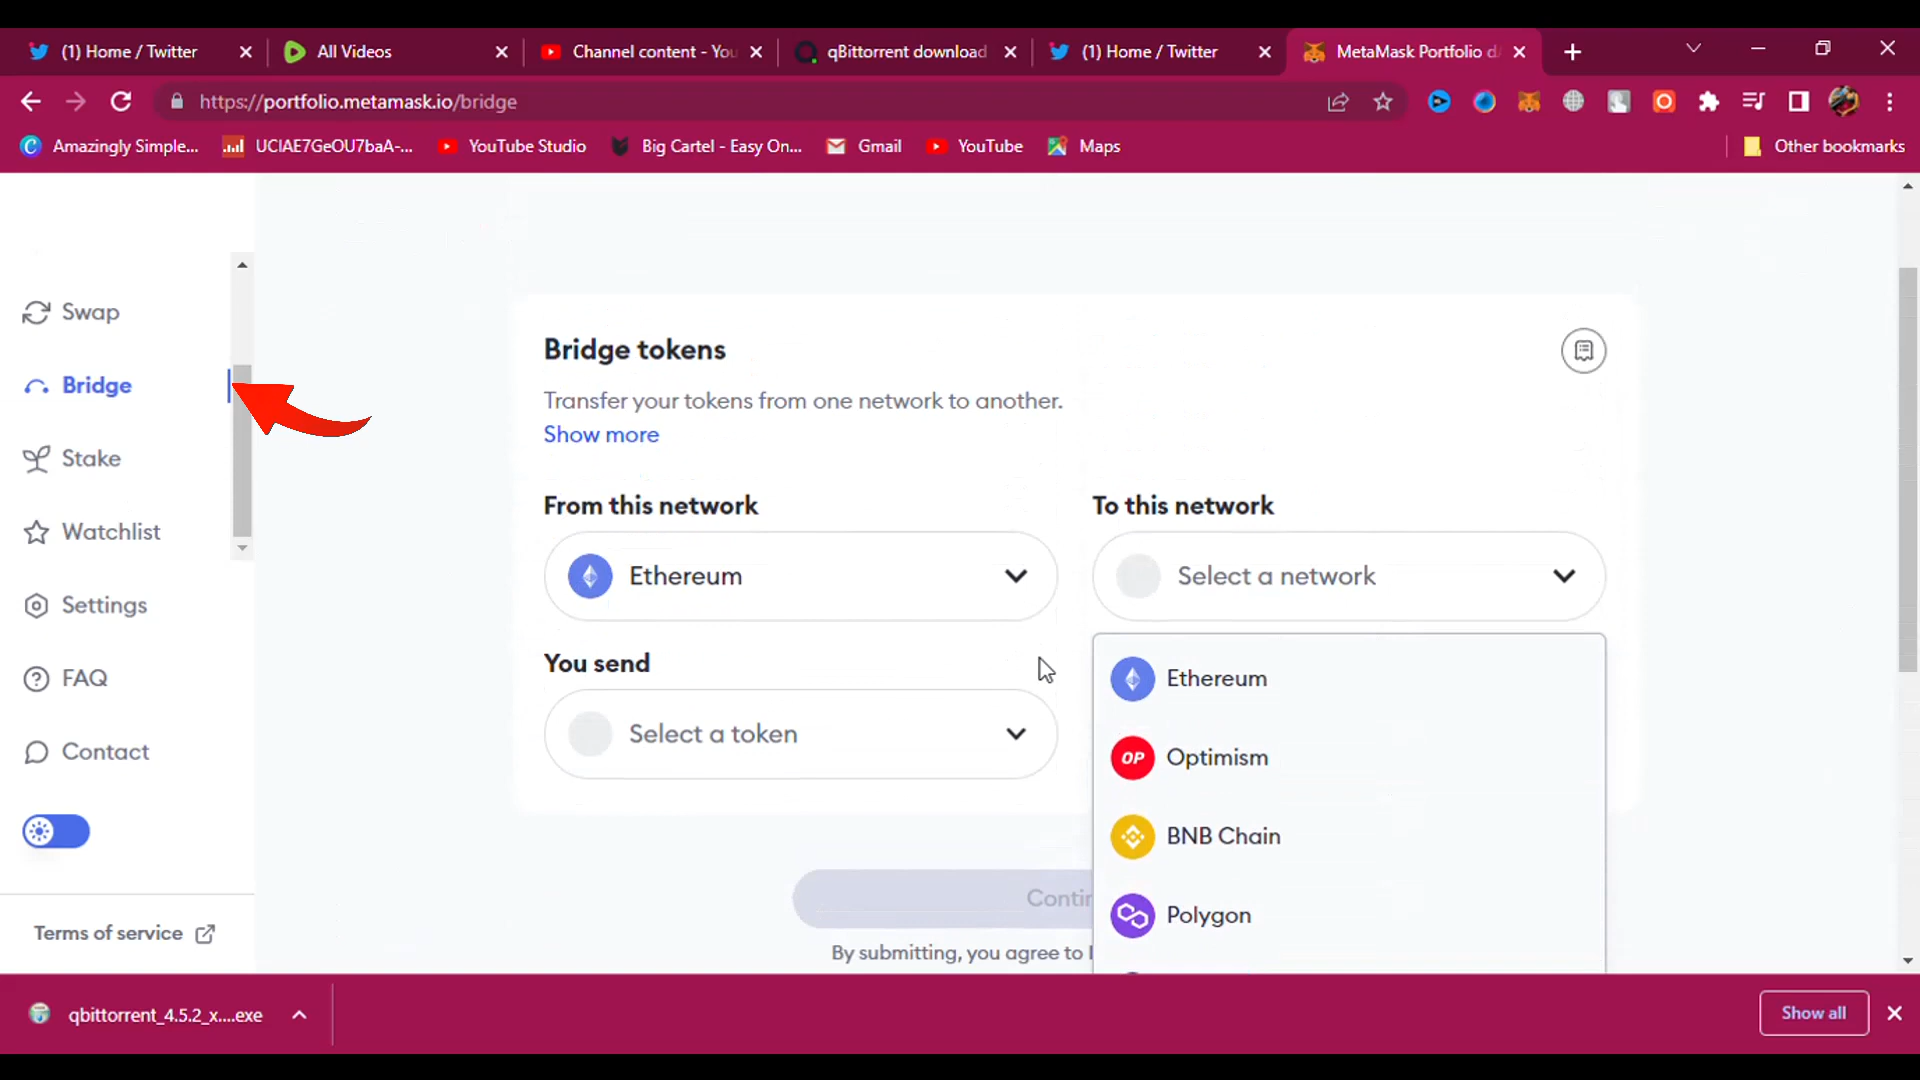 (1) Home / Twitter
All Videos
Channel content - You
qBittorrent download
(1) Home / Twitter
MetaMask Portfolio d
https://portfolio.metamask.io/bridge
Amazingly Simple...
UCIAE7GeOU7baA-...
YouTube Studio
Big Cartel - Easy On...
Gmail
YouTube
Maps
Other bookmarks
Swap
Bridge
Stake
Watchlist
Settings
FAQ
Contact
Terms of service
Bridge tokens
Transfer your tokens from one network to another.
Show more
From this network
Ethereum
To this network
Select a network
You send
Select a token
Ethereum
OP Optimism
BNB Chain
Polygon
Contin
By submitting, you agree to
qbittorrent_4.5.2_x....exe
Show all